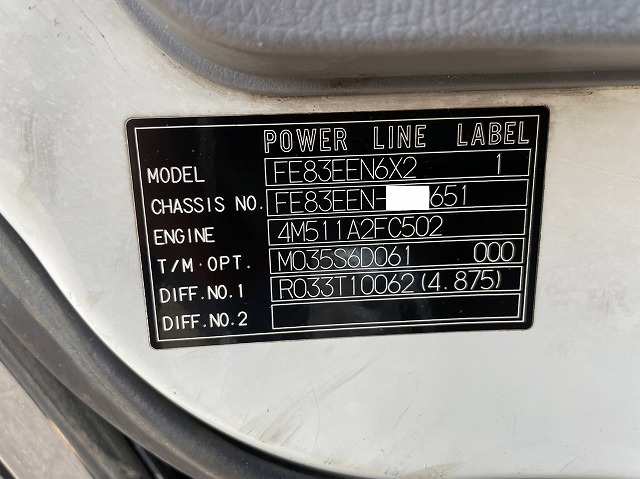 POWER LINE LABEL
MODEL FE83EEN6X2 1
CHASSIS NO. FE83EEN- 651
ENGINE 4M511A2FC502
T/M·OPT. M035S6D061 000
DIFF.NO.1 R033T10062(4.875)
DIFF.NO.2